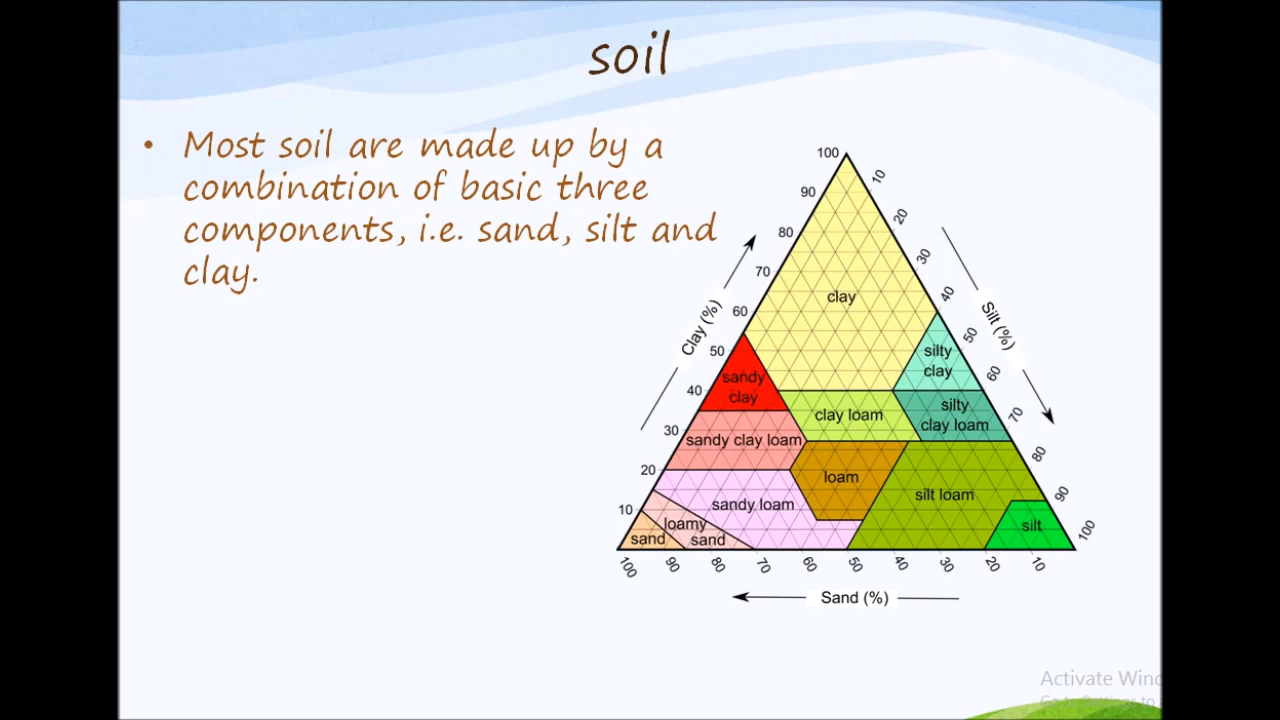 soil
• Most soil are made up by a
combination of basic three
components, i.e. sand, silt and
clay.
100
90
80
70
60
50
40
30
20
10
Clay (%)
10
20
30
40
50
60
70
80
90
100
Silt (%)
clay
silty
clay
sandy
clay
clay loam
silty
clay loam
sandy clay loam
loam
silt loam
sandy loam
loamy
sand
sand
silt
100
90
80
70
60
50
40
30
20
10
Sand (%)
Activate